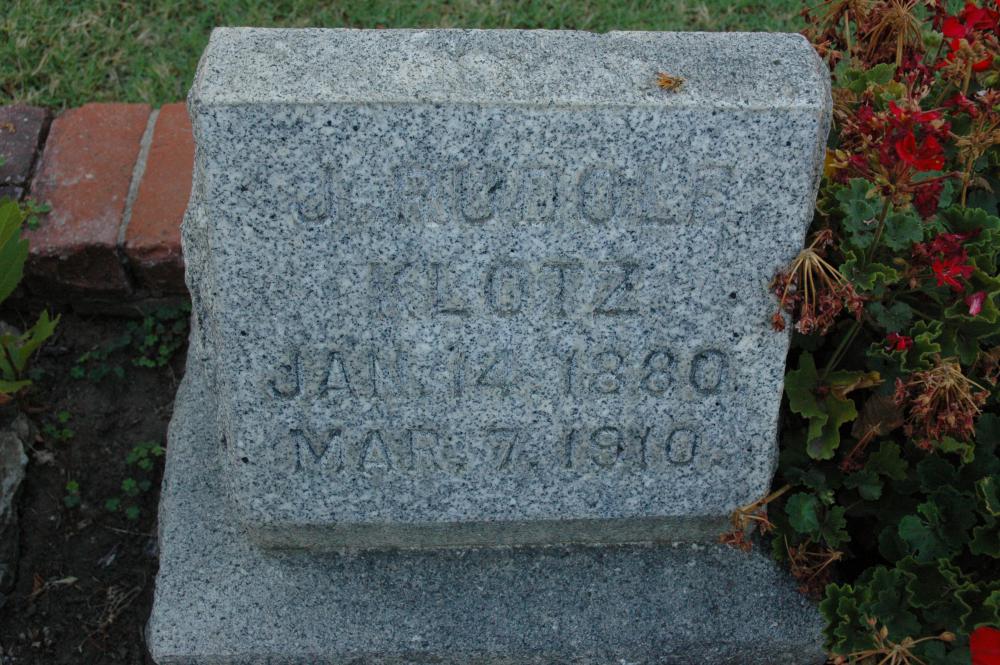 J. RUDOLF
KLOTZ
JAN. 14. 1880.
MAR. 7. 1910.